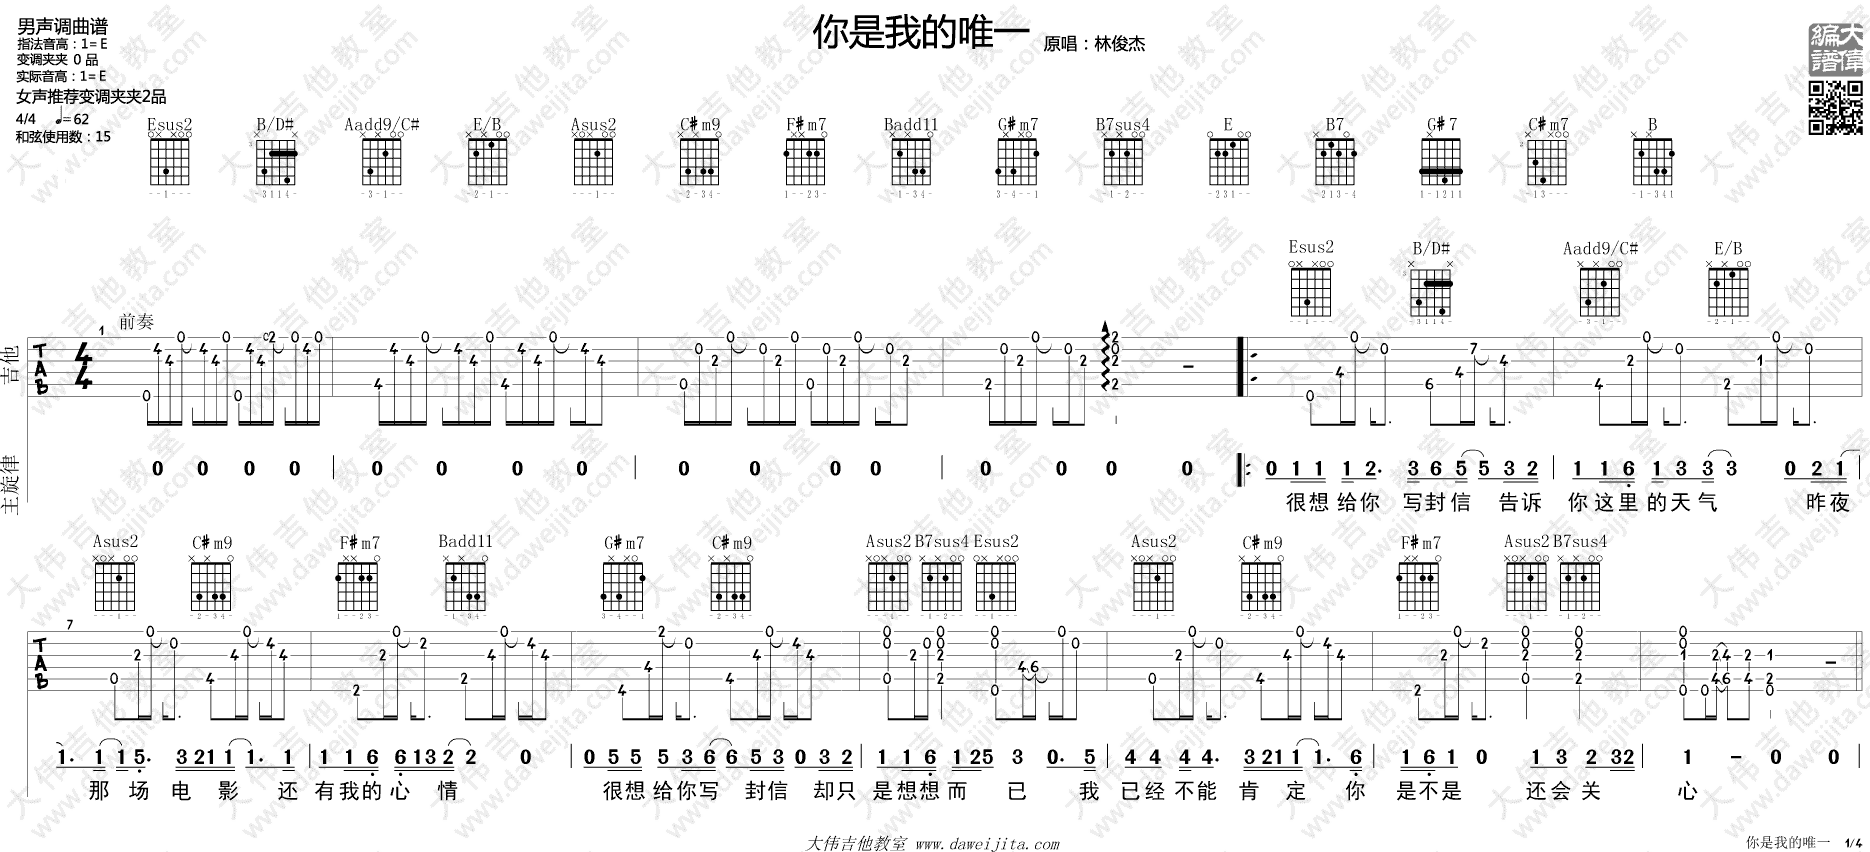 男声调曲谱
指法音高：1=E
变调夹夹 0 品
实际音高：1=E
女声推荐变调夹夹2品
4/4 ♩=62
和弦使用数：15
你是我的唯一 原唱：林俊杰
大偉編譜
Esus2 B/D# Aadd9/C# E/B Asus2 C#m9 F#m7 Badd11 G#m7 B7sus4 E B7 G#7 C#m7 B
Esus2 B/D# Aadd9/C# E/B
1 前奏
吉他
TAB 4/4
主旋律
0 0 0 0 | 0 0 0 0 | 0 0 0 0 | 0 0 0 0 |: 0 1 1 1 2. 3 6 5 5 3 2 | 1 1 6 1 3 3 3 0 2 1 |
很想给你 写封信 告诉 你这里的天气 昨夜
Asus2 C#m9 F#m7 Badd11 G#m7 C#m9 Asus2 B7sus4 Esus2 Asus2 C#m9 F#m7 Asus2 B7sus4
7
TAB
1. 1 1 5. 3 2 1 1 1. 1 | 1 1 6 6 1 3 2 2 0 | 0 5 5 5 3 6 6 5 3 0 3 2 | 1 1 6 1 2 5 3 0. 5 | 4 4 4 4. 3 2 1 1 1. 6 | 1 6 1 0 1 3 2 3 2 | 1 - 0 0
那场电影 还有我的心情 很想给你写 封信 却只是想想而已 我已经不能肯定 你是不是 还会关心
大伟吉他教室 www.daweijita.com
你是我的唯一 1/4